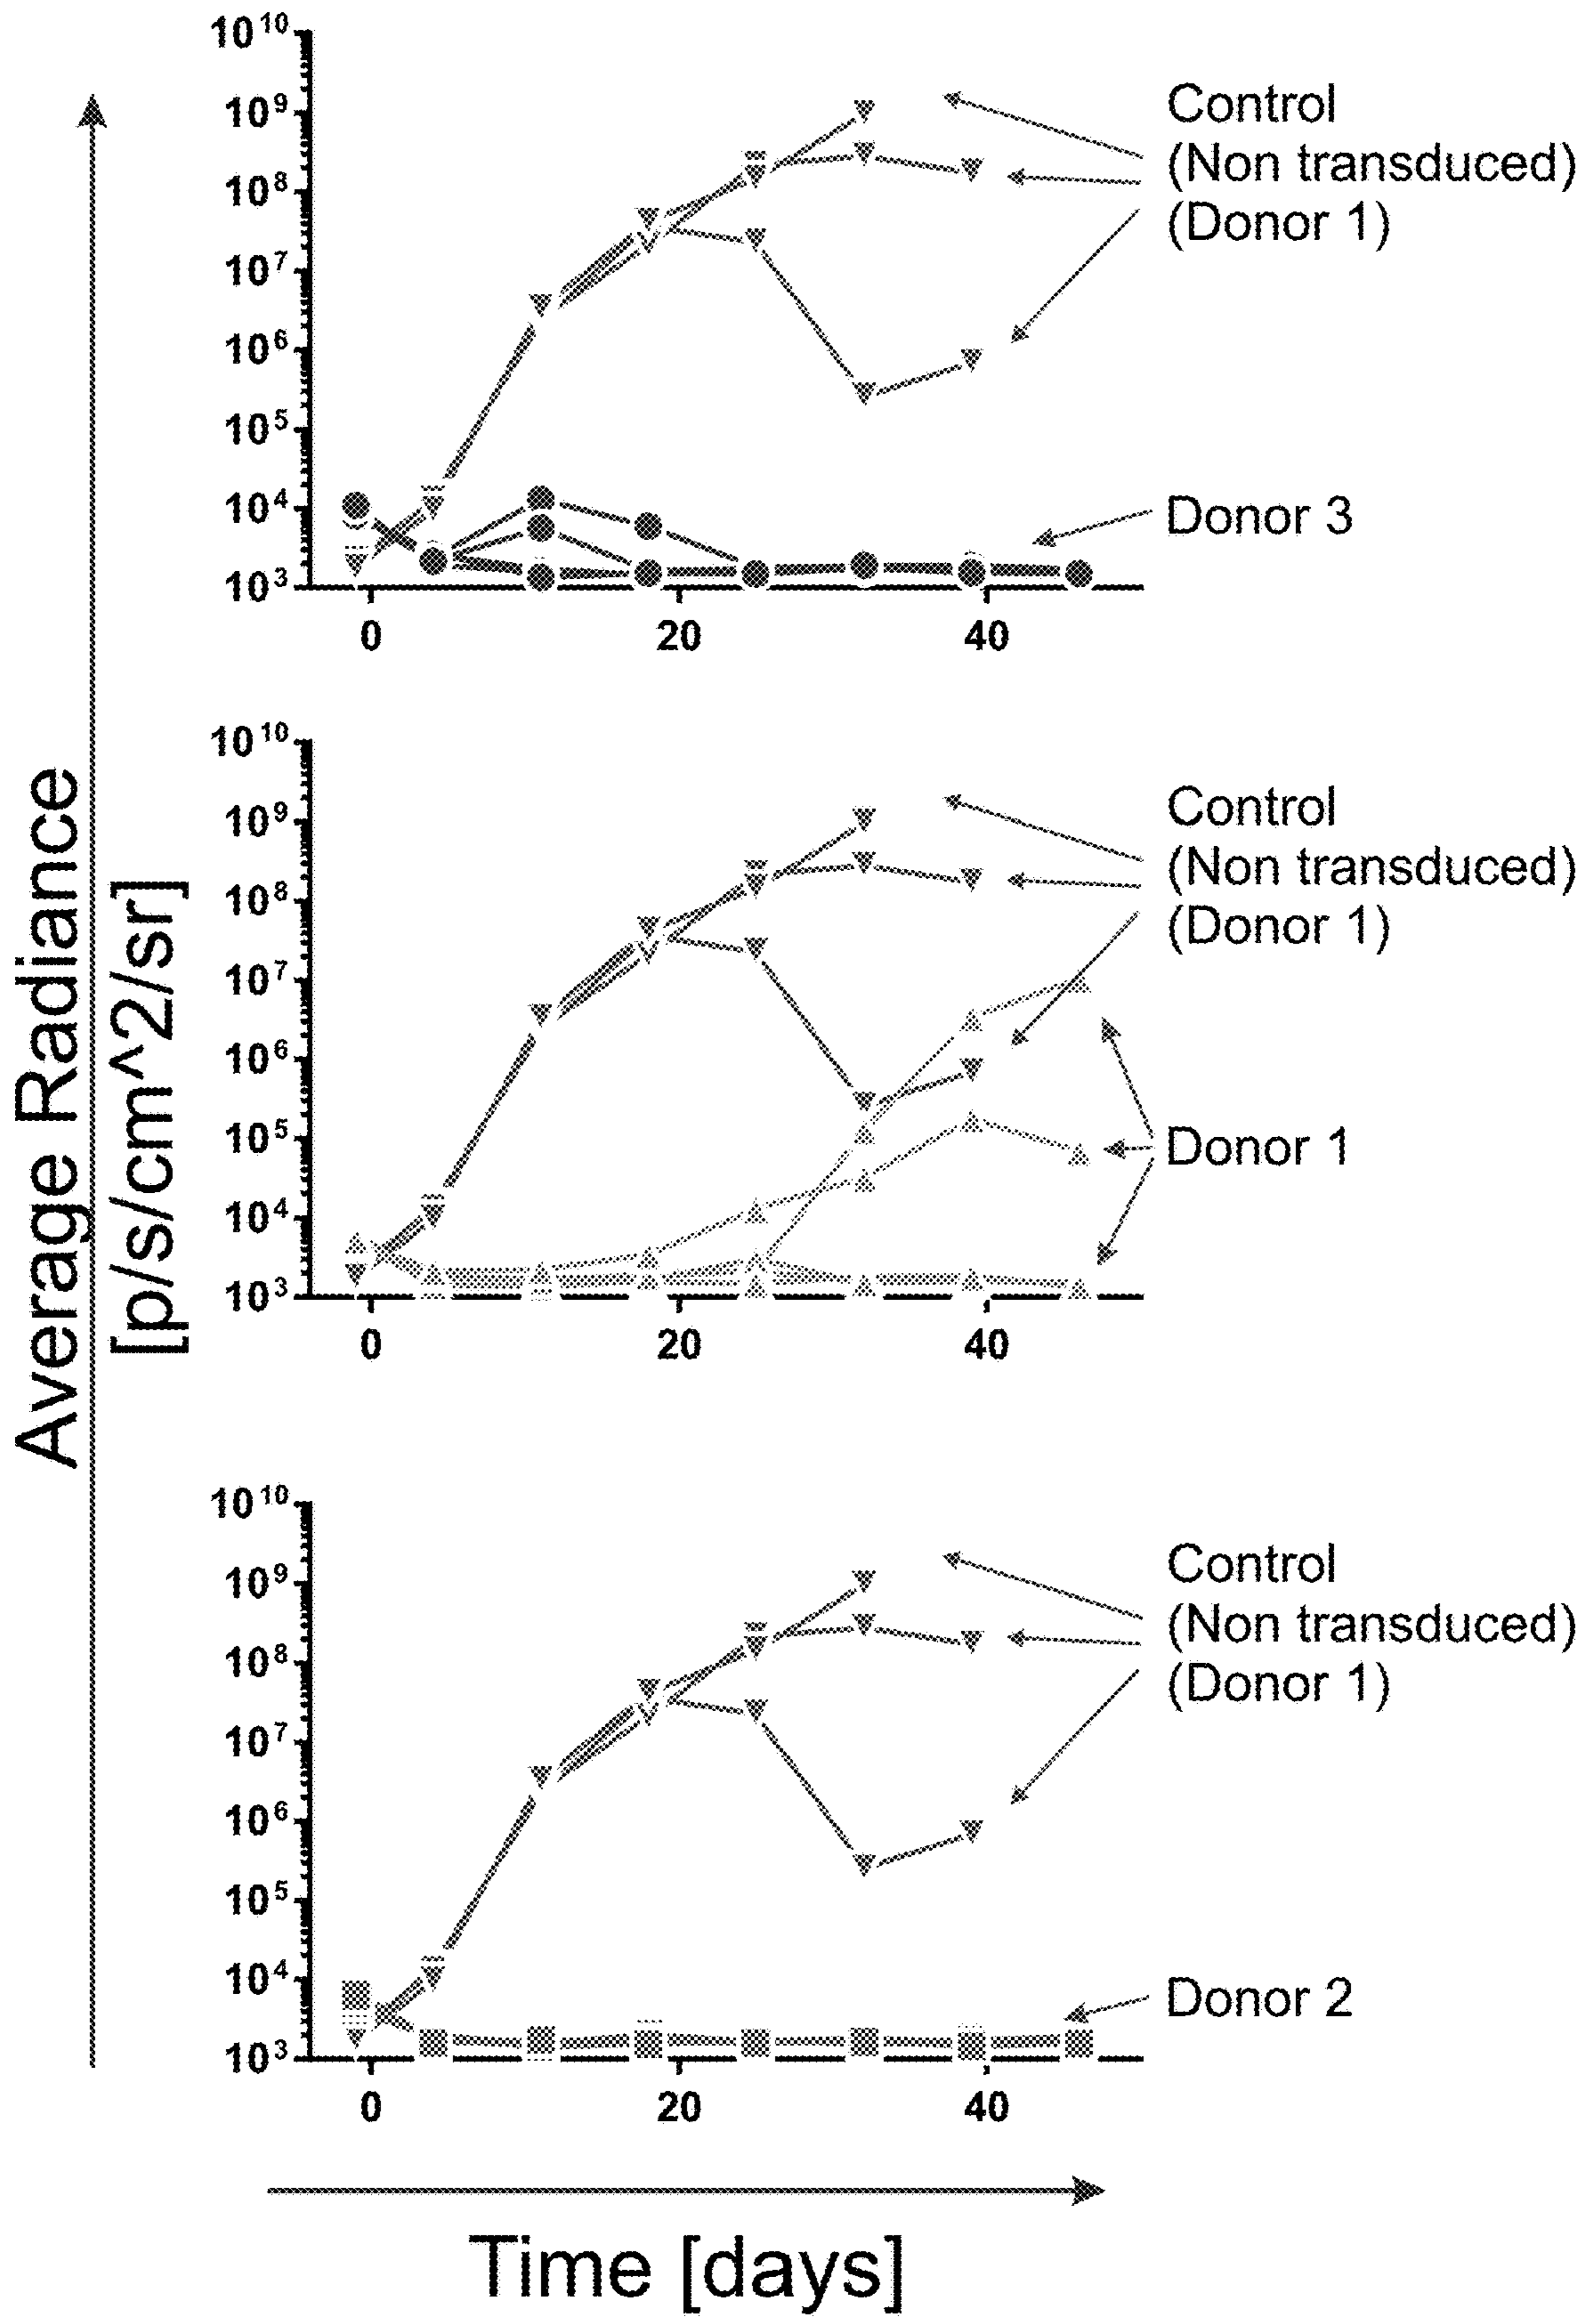 Average Radiance
[p/s/cm^2/sr]
10^10
10^9
10^8
10^7
10^6
10^5
10^4
10^3
0 20 40
Control
(Non transduced)
(Donor 1)
Donor 3
10^10
10^9
10^8
10^7
10^6
10^5
10^4
10^3
0 20 40
Control
(Non transduced)
(Donor 1)
Donor 1
10^10
10^9
10^8
10^7
10^6
10^5
10^4
10^3
0 20 40
Control
(Non transduced)
(Donor 1)
Donor 2
Time [days]